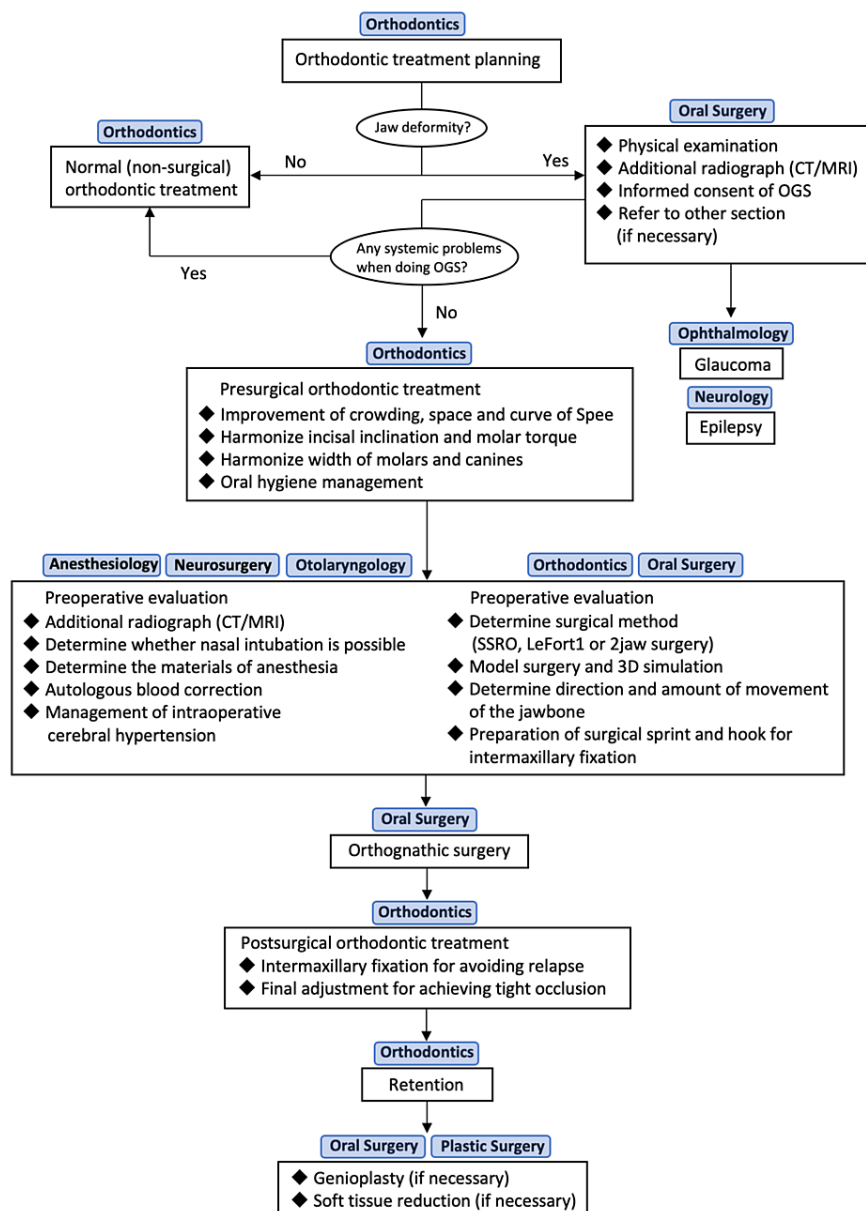 Orthodontics
Orthodontic treatment planning
Jaw deformity?
No
Yes
Orthodontics
Normal (non-surgical)
orthodontic treatment
Oral Surgery
◆ Physical examination
◆ Additional radiograph (CT/MRI)
◆ Informed consent of OGS
◆ Refer to other section
(if necessary)
Any systemic problems
when doing OGS?
Yes
No
Ophthalmology
Glaucoma
Neurology
Epilepsy
Orthodontics
Presurgical orthodontic treatment
◆ Improvement of crowding, space and curve of Spee
◆ Harmonize incisal inclination and molar torque
◆ Harmonize width of molars and canines
◆ Oral hygiene management
Anesthesiology Neurosurgery Otolaryngology
Preoperative evaluation
◆ Additional radiograph (CT/MRI)
◆ Determine whether nasal intubation is possible
◆ Determine the materials of anesthesia
◆ Autologous blood correction
◆ Management of intraoperative
cerebral hypertension
Orthodontics Oral Surgery
Preoperative evaluation
◆ Determine surgical method
(SSRO, LeFort1 or 2jaw surgery)
◆ Model surgery and 3D simulation
◆ Determine direction and amount of movement
of the jawbone
◆ Preparation of surgical sprint and hook for
intermaxillary fixation
Oral Surgery
Orthognathic surgery
Orthodontics
Postsurgical orthodontic treatment
◆ Intermaxillary fixation for avoiding relapse
◆ Final adjustment for achieving tight occlusion
Orthodontics
Retention
Oral Surgery Plastic Surgery
◆ Genioplasty (if necessary)
◆ Soft tissue reduction (if necessary)